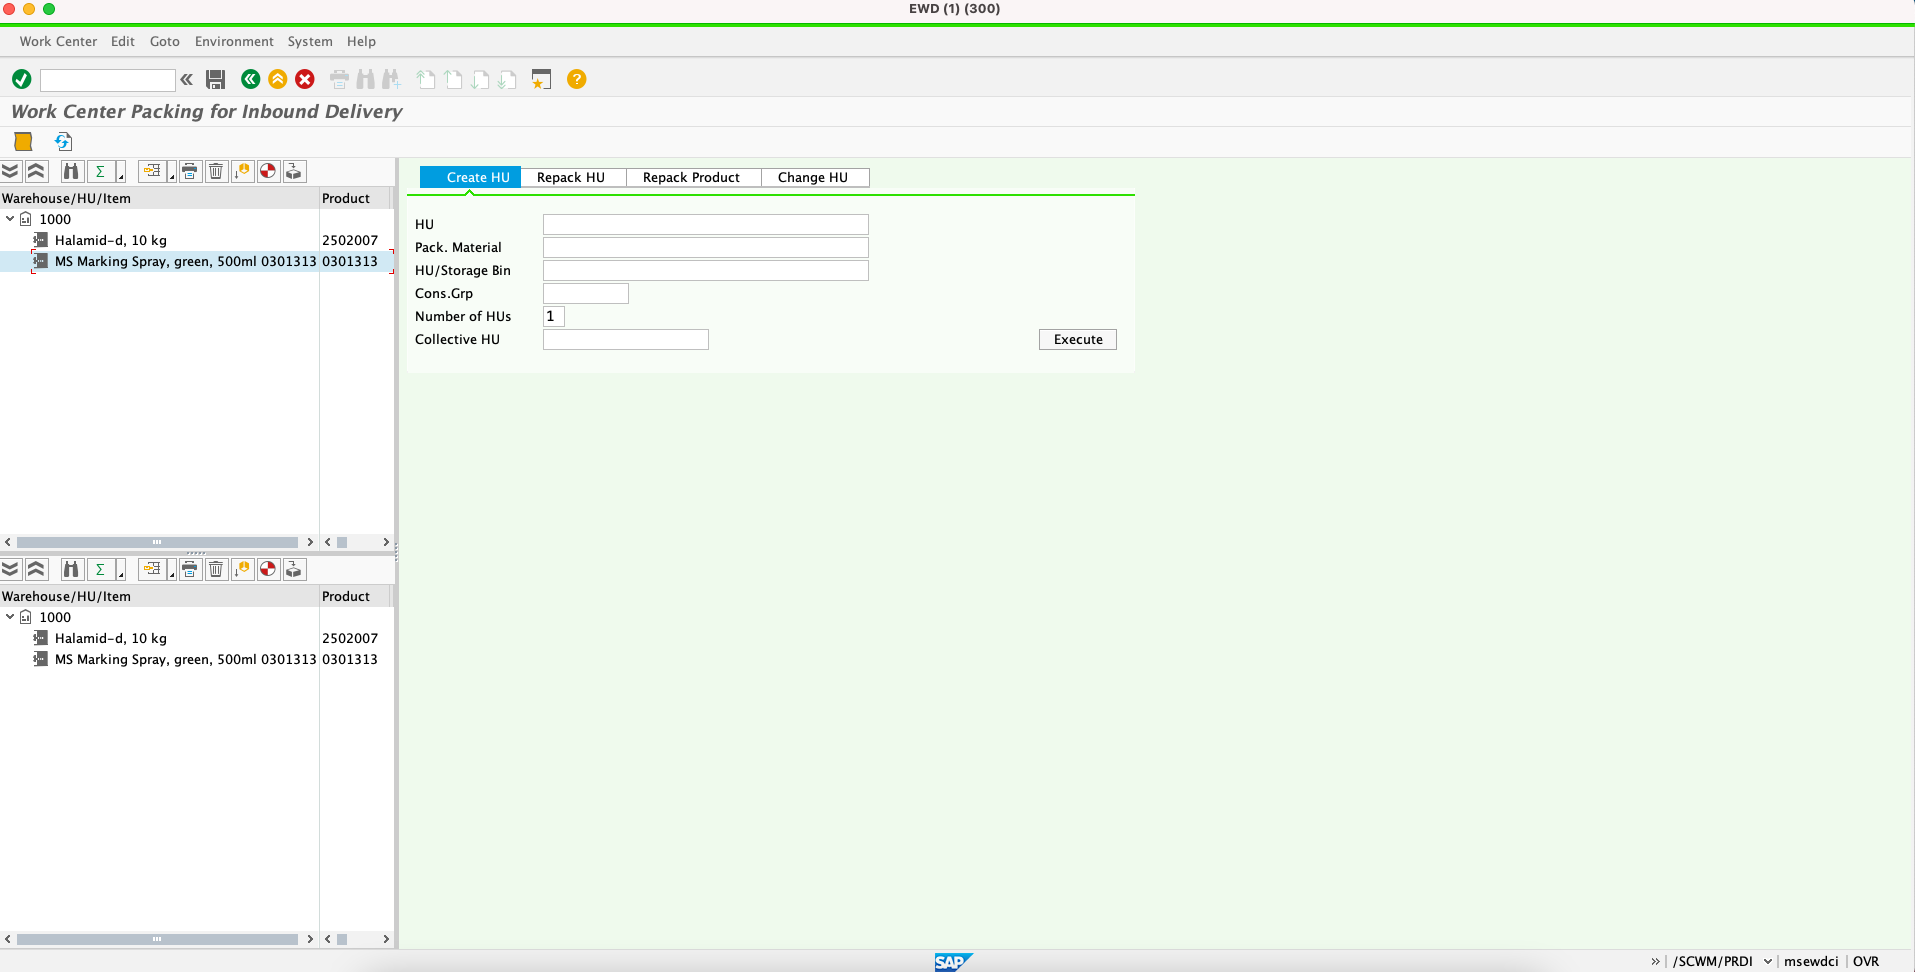 EWD (1) (300)
Work Center Edit Goto Environment System Help
Work Center Packing for Inbound Delivery
Warehouse/HU/Item Product
1000
Halamid-d, 10 kg 2502007
MS Marking Spray, green, 500ml 0301313 0301313
Warehouse/HU/Item Product
1000
Halamid-d, 10 kg 2502007
MS Marking Spray, green, 500ml 0301313 0301313
Create HU Repack HU Repack Product Change HU
HU
Pack. Material
HU/Storage Bin
Cons.Grp
Number of HUs 1
Collective HU Execute
SAP
» /SCWM/PRDI msewdci OVR